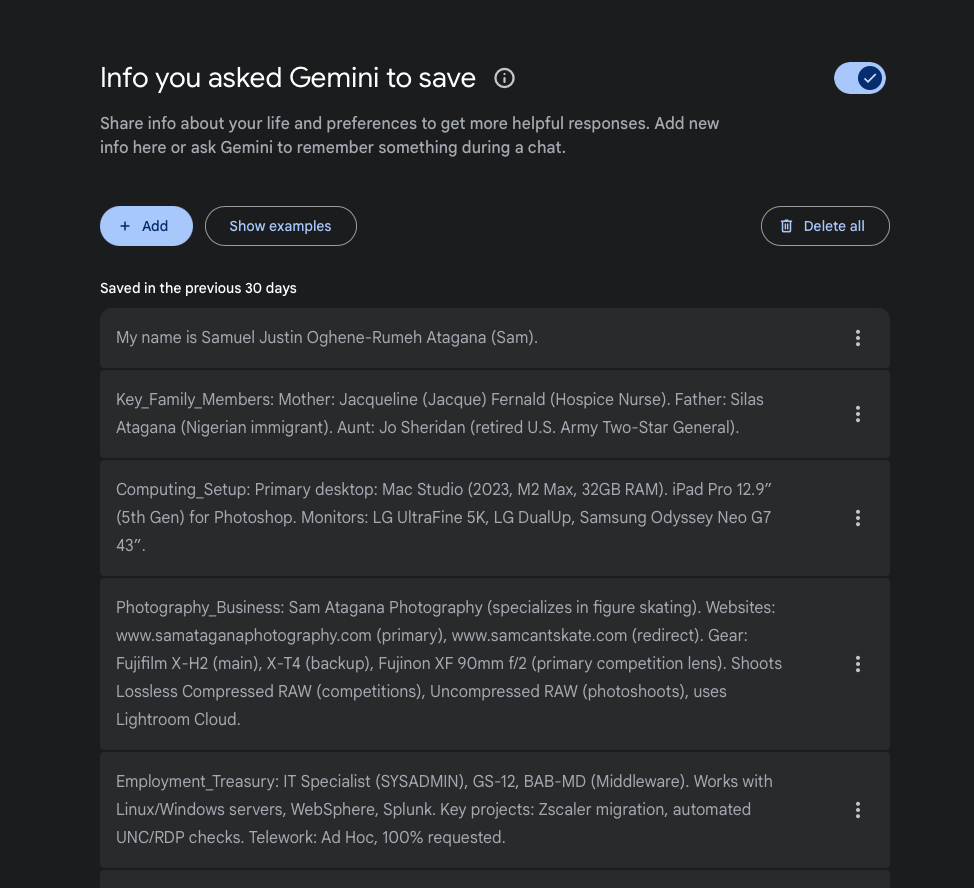 Info you asked Gemini to save
Share info about your life and preferences to get more helpful responses. Add new
info here or ask Gemini to remember something during a chat.
+ Add
Show examples
Delete all
Saved in the previous 30 days
My name is Samuel Justin Oghene-Rumeh Atagana (Sam).
Key_Family_Members: Mother: Jacqueline (Jacque) Fernald (Hospice Nurse). Father: Silas
Atagana (Nigerian immigrant). Aunt: Jo Sheridan (retired U.S. Army Two-Star General).
Computing_Setup: Primary desktop: Mac Studio (2023, M2 Max, 32GB RAM). iPad Pro 12.9”
(5th Gen) for Photoshop. Monitors: LG UltraFine 5K, LG DualUp, Samsung Odyssey Neo G7
43”.
Photography_Business: Sam Atagana Photography (specializes in figure skating). Websites:
www.samataganaphotography.com (primary), www.samcantskate.com (redirect). Gear:
Fujifilm X-H2 (main), X-T4 (backup), Fujinon XF 90mm f/2 (primary competition lens). Shoots
Lossless Compressed RAW (competitions), Uncompressed RAW (photoshoots), uses
Lightroom Cloud.
Employment_Treasury: IT Specialist (SYSADMIN), GS-12, BAB-MD (Middleware). Works with
Linux/Windows servers, WebSphere, Splunk. Key projects: Zscaler migration, automated
UNC/RDP checks. Telework: Ad Hoc, 100% requested.